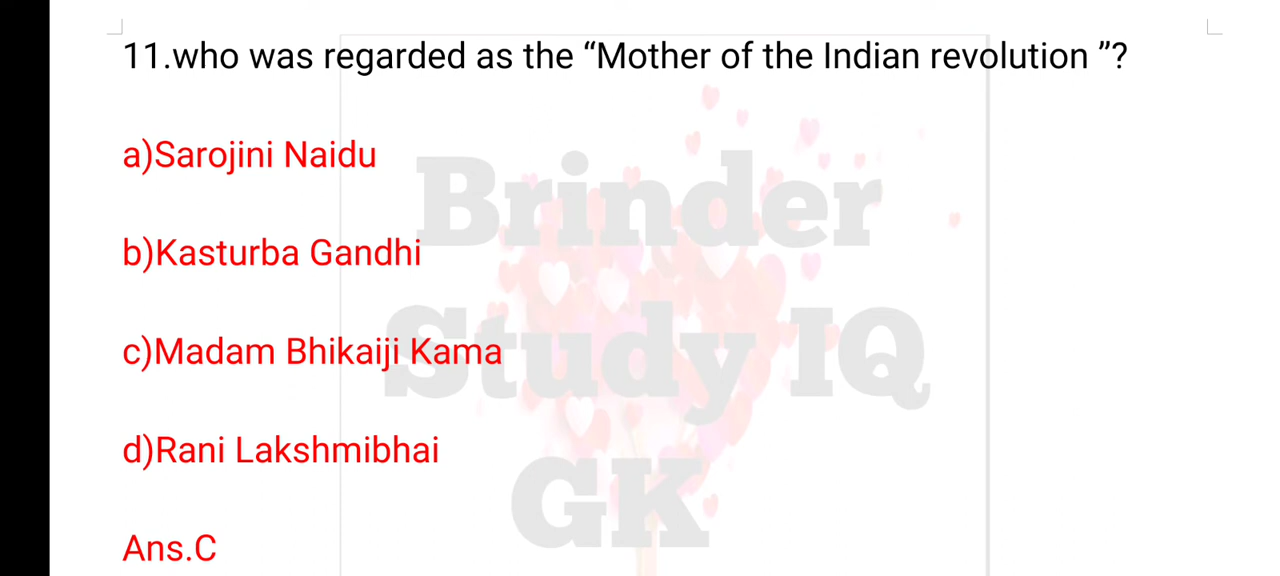 11.who was regarded as the “Mother of the Indian revolution ”?
a)Sarojini Naidu
b)Kasturba Gandhi
c)Madam Bhikaiji Kama
d)Rani Lakshmibhai
Ans.C
Brinder
Study IQ
GK